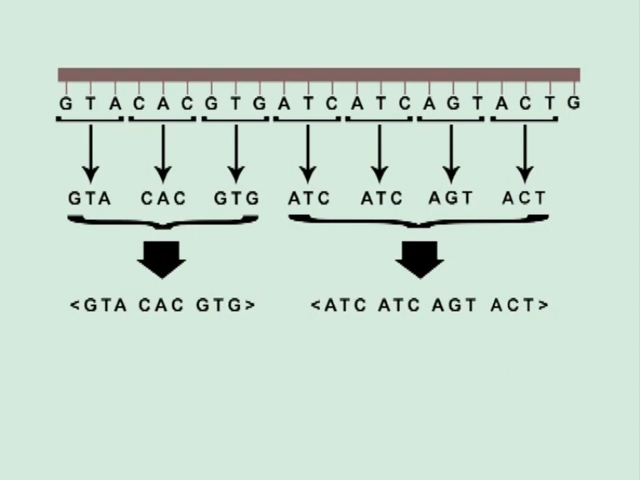 G T A C A C G T G A T C A T C A G T A C T G
GTA CAC GTG ATC ATC AGT ACT
<GTA CAC GTG> <ATC ATC AGT ACT>